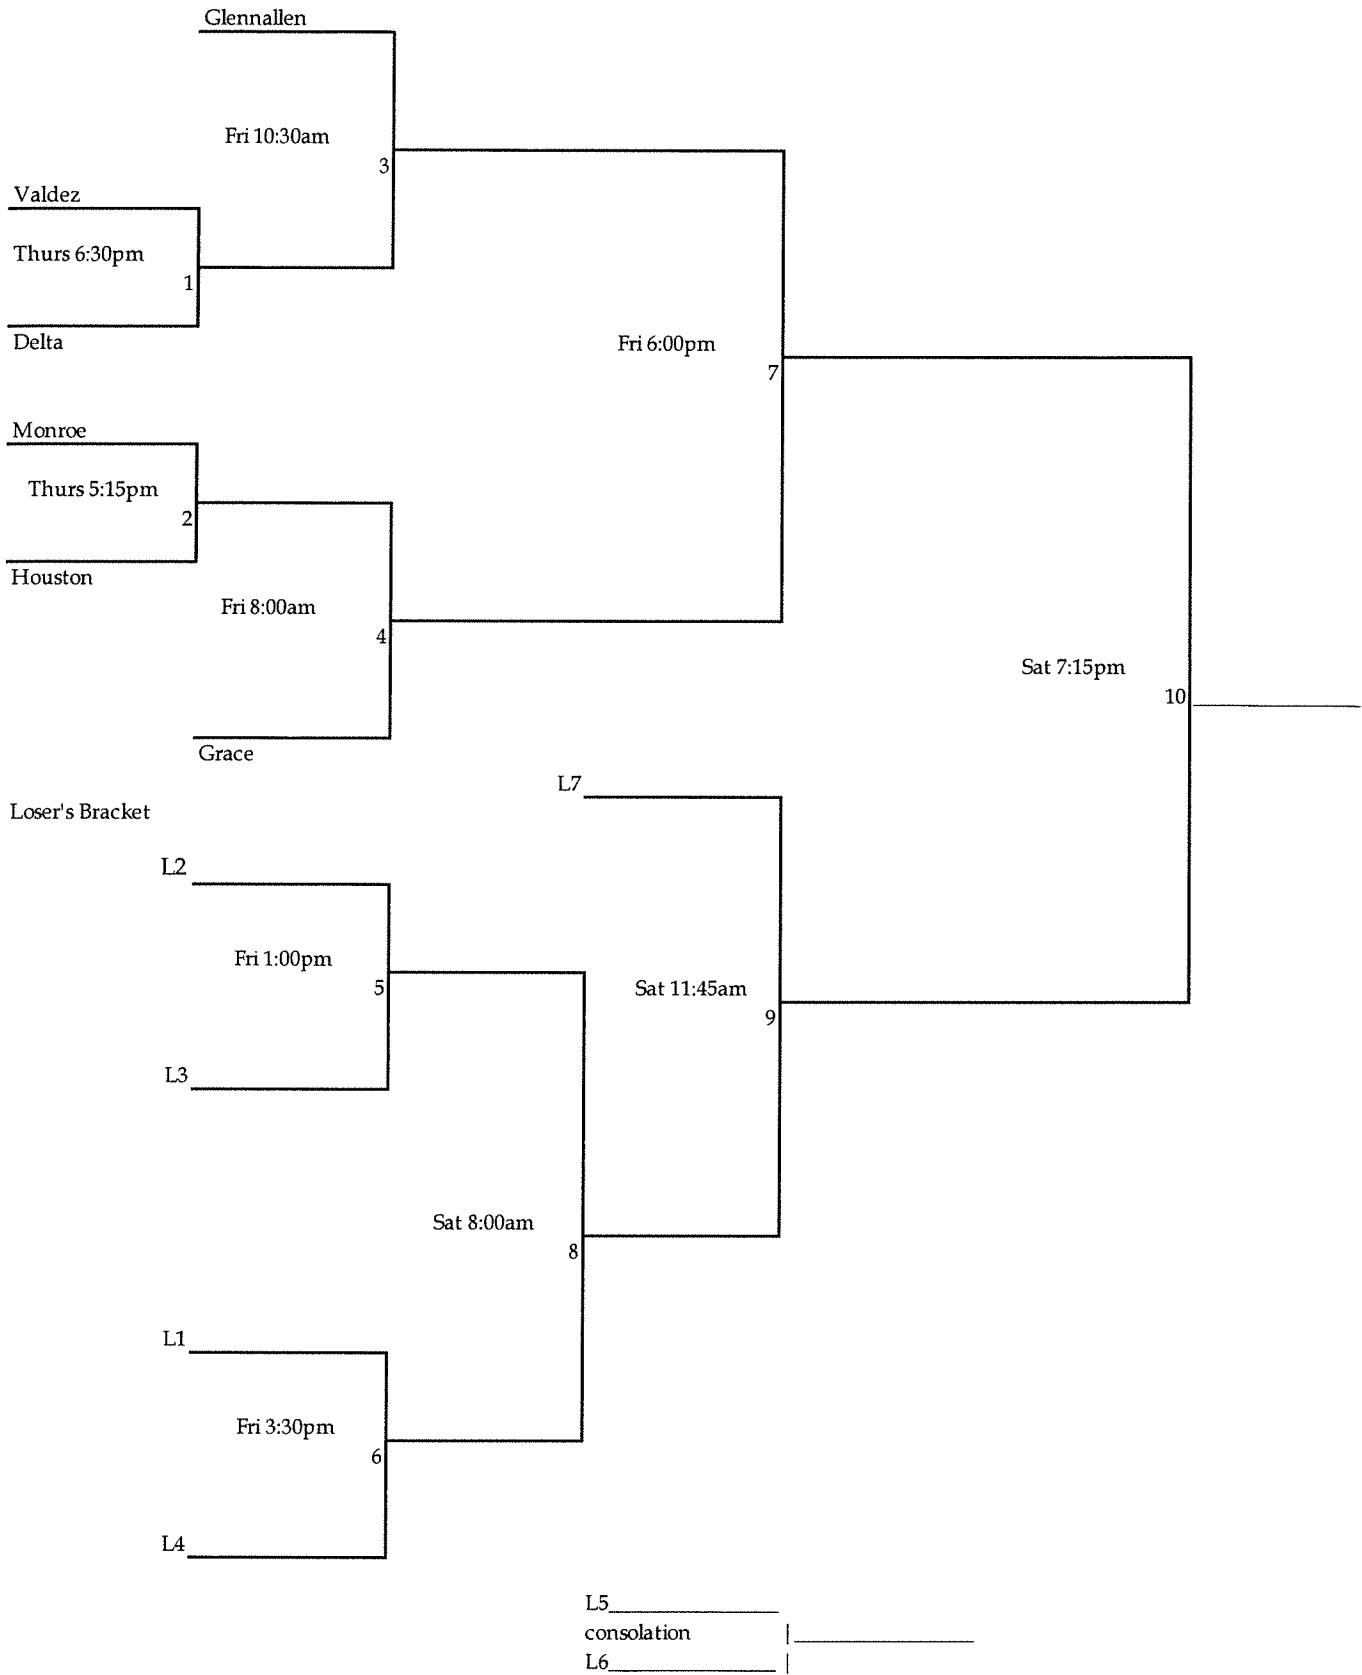 Glennallen
Fri 10:30am
3
Valdez
Thurs 6:30pm
1
Delta
Fri 6:00pm
7
Monroe
Thurs 5:15pm
2
Houston
Fri 8:00am
4
Sat 7:15pm
10
Grace
L7
Loser's Bracket
L2
Fri 1:00pm
5
Sat 11:45am
9
L3
Sat 8:00am
8
L1
Fri 3:30pm
6
L4
L5
consolation
L6